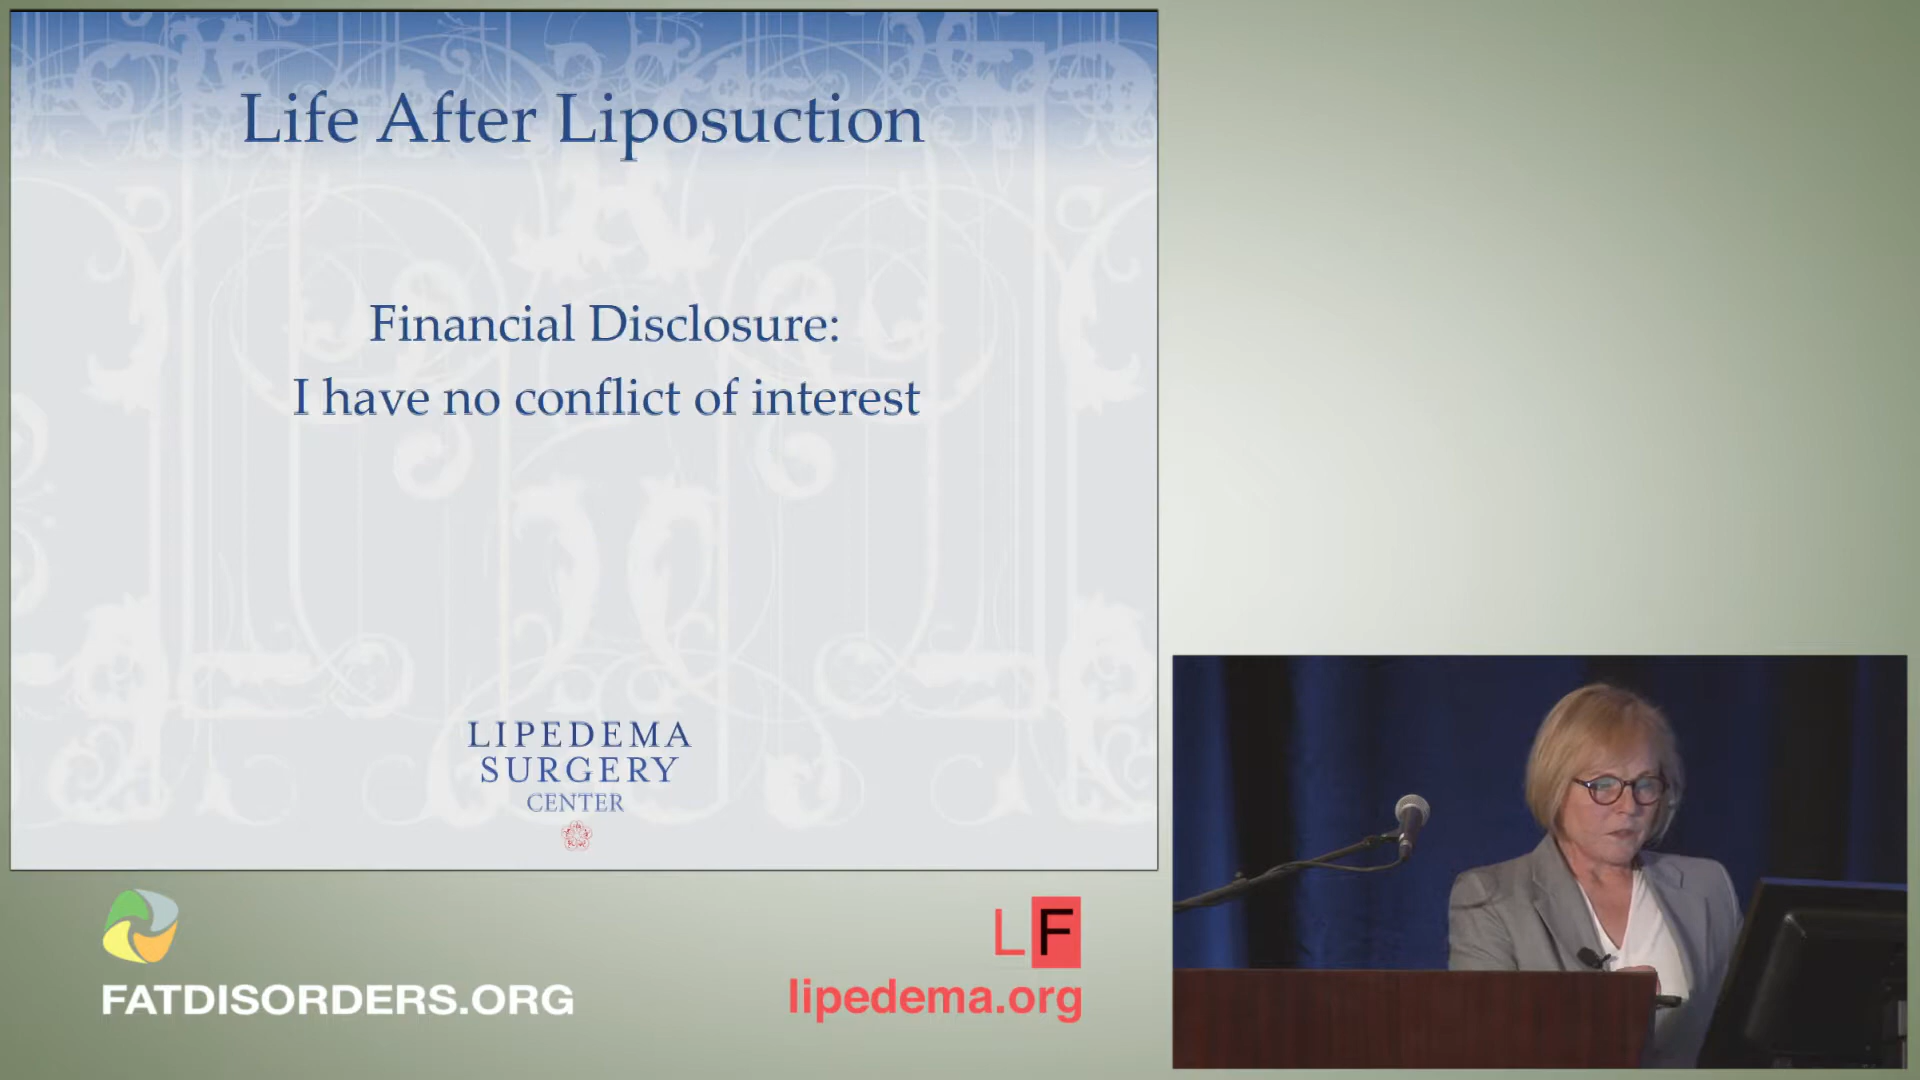 Life After Liposuction
Financial Disclosure:
I have no conflict of interest
LIPEDEMA
SURGERY
CENTER
FATDISORDERS.ORG
LF
lipedema.org